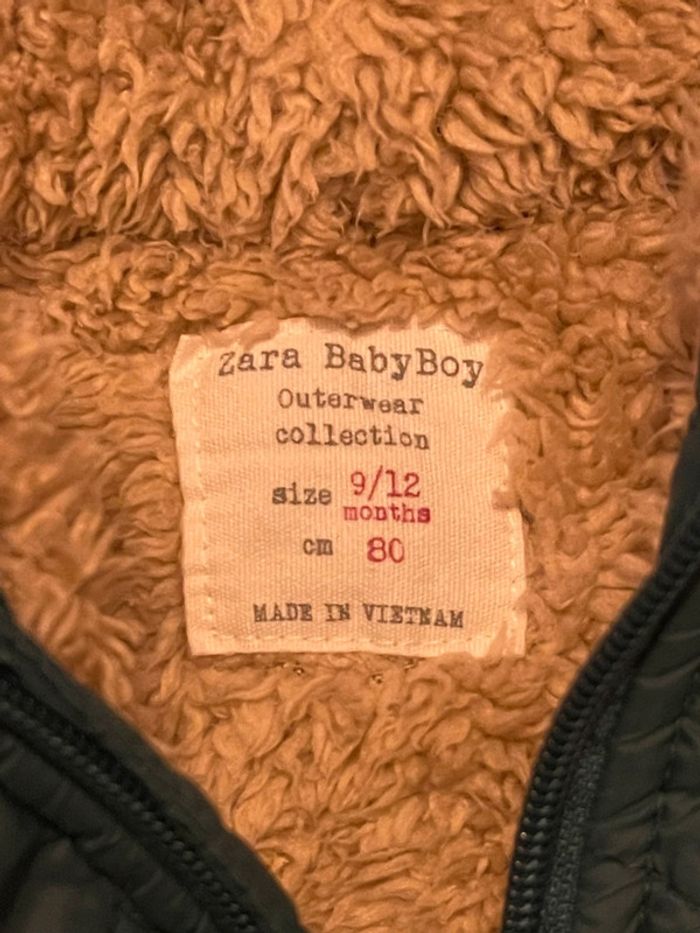 Zara BabyBoy
Outerwear
collection
size 9/12
months
cm 80
MADE IN VIETNAM